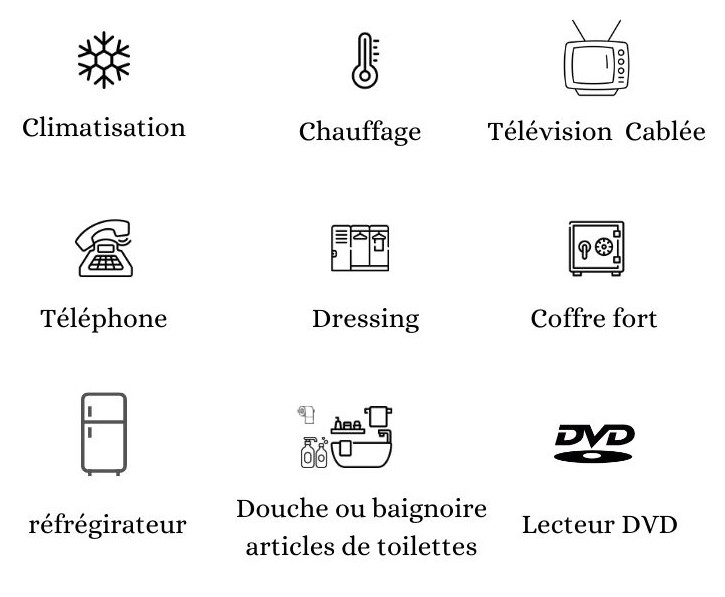 Climatisation
Chauffage
Télévision Cablée
Téléphone
Dressing
Coffre fort
DVD
réfrégirateur
Douche ou baignoire
articles de toilettes
Lecteur DVD